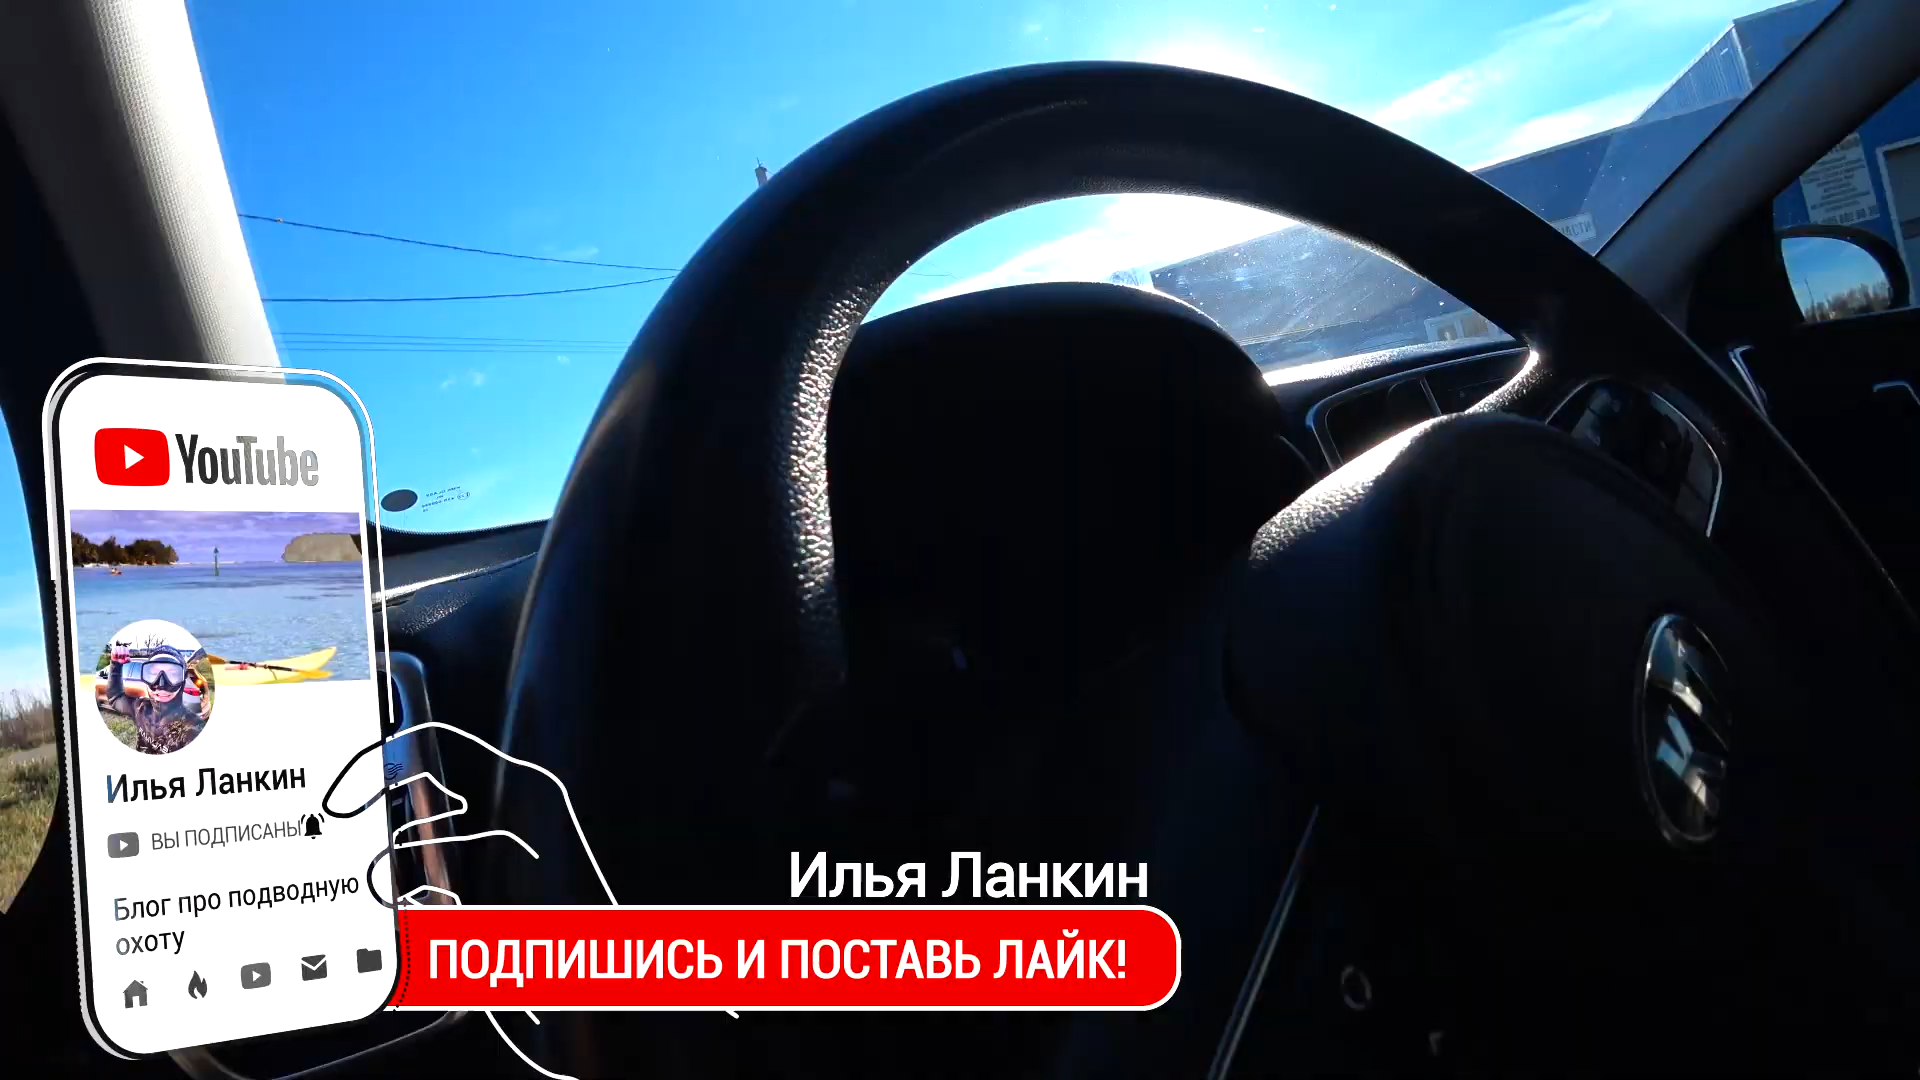 YouTube
Илья Ланкин
ВЫ ПОДПИСАНЫ
Блог про подводную
охоту
Илья Ланкин
ПОДПИШИСЬ И ПОСТАВЬ ЛАЙК!